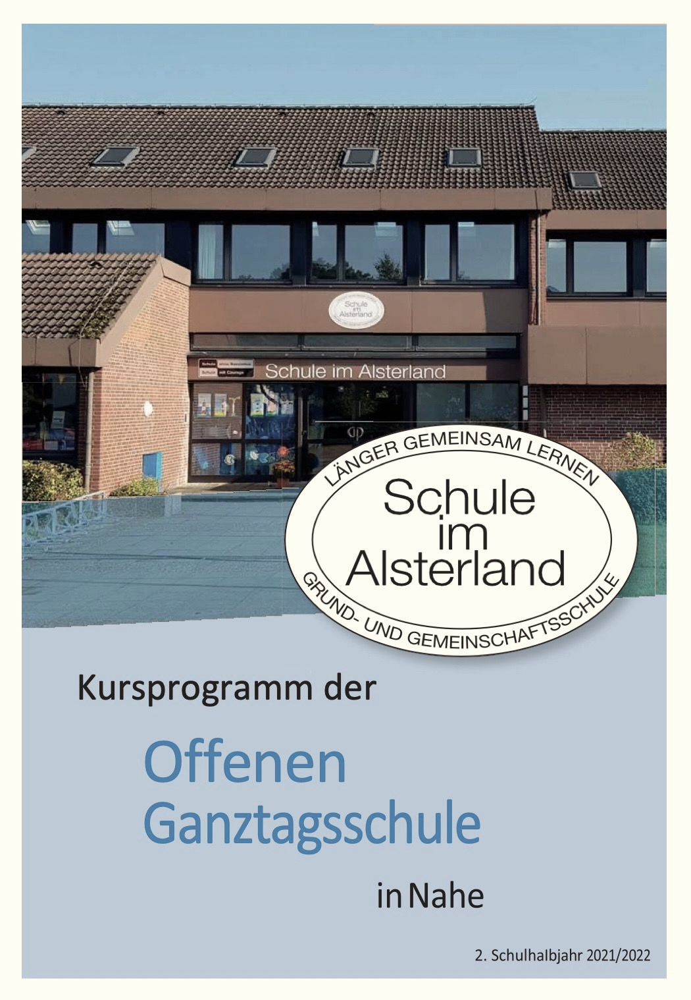 Schule
im
Alsterland
Schule ohne Rassismus
Schule mit Courage
Schule im Alsterland
LÄNGER GEMEINSAM LERNEN
Schule
im
Alsterland
GRUND- UND GEMEINSCHAFTSSCHULE
Kursprogramm der
Offenen
Ganztagsschule
in Nahe
2. Schulhalbjahr 2021/2022